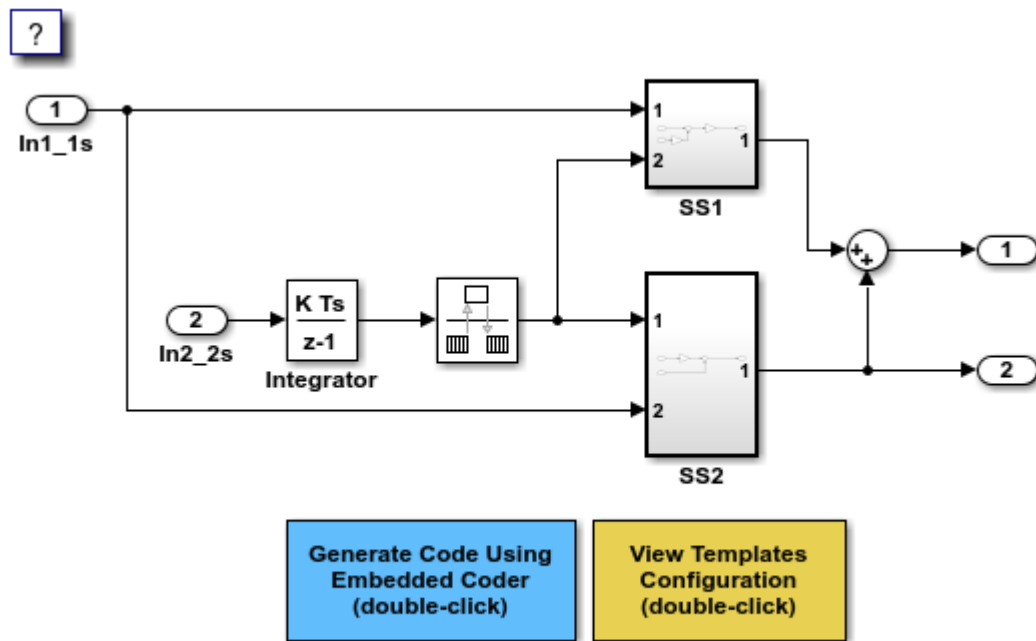 ?
1
In1_1s
1
2
1
SS1
1
2
In2_2s
K Ts
z-1
Integrator
1
2
1
SS2
2
Generate Code Using
Embedded Coder
(double-click)
View Templates
Configuration
(double-click)